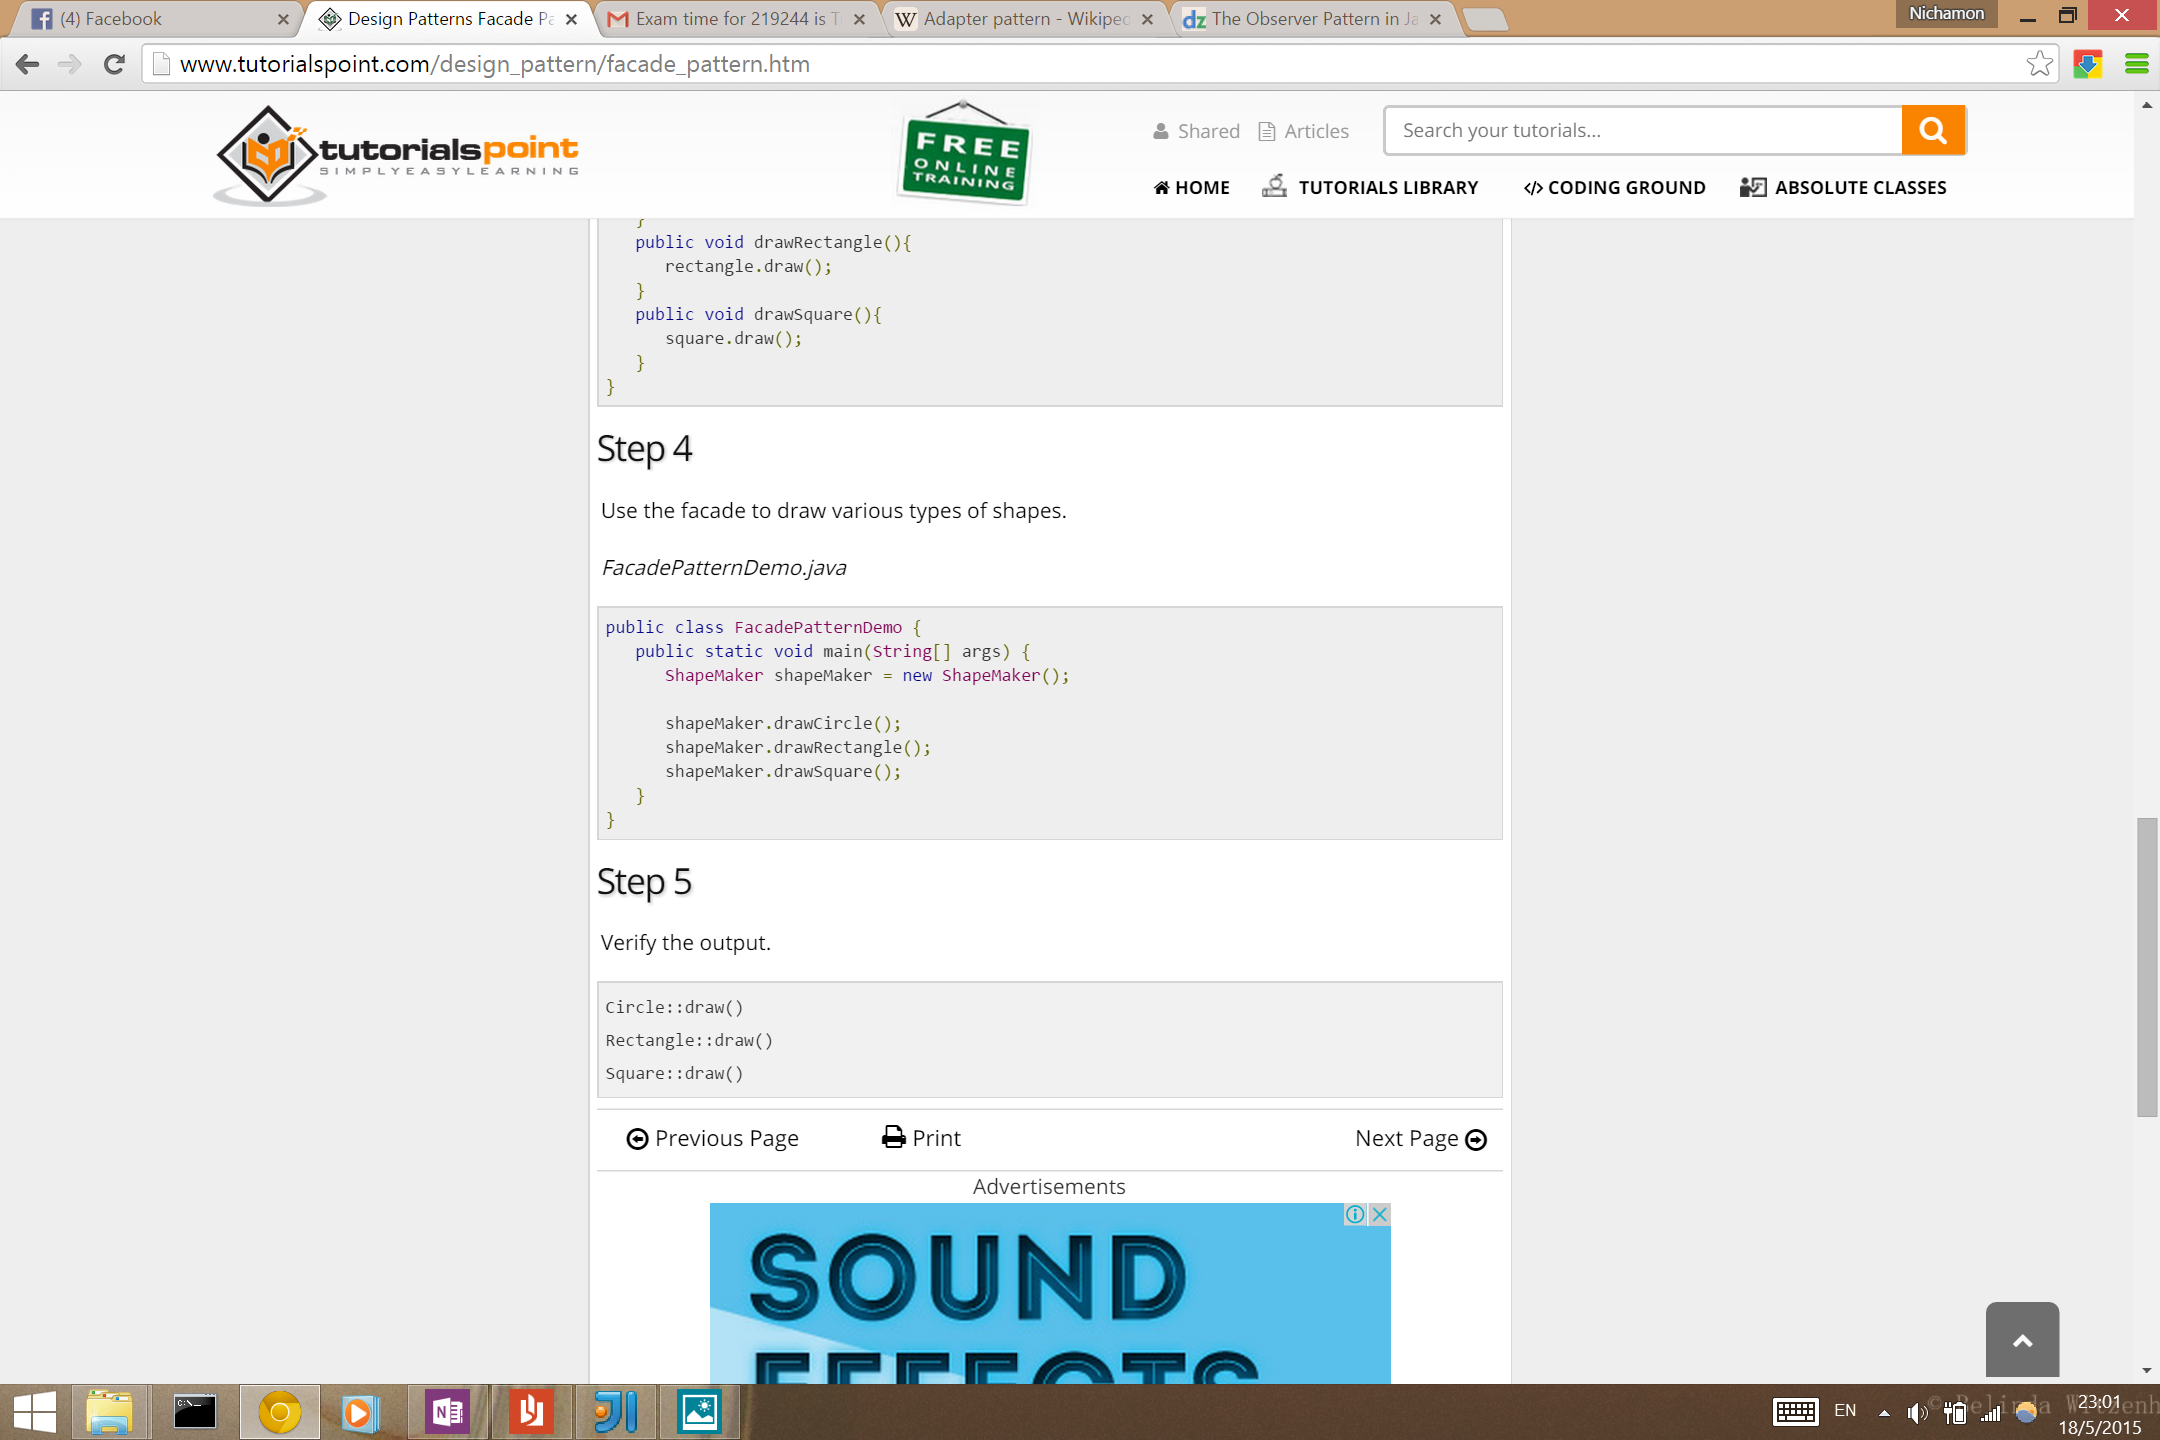 (4) Facebook
Design Patterns Facade Pa
Exam time for 219244 is T
Adapter pattern - Wikiped
The Observer Pattern in Ja
Nichamon
www.tutorialspoint.com/design_pattern/facade_pattern.htm
tutorialspoint
SIMPLYEASYLEARNING
FREE
ONLINE
TRAINING
Shared Articles
Search your tutorials...
HOME TUTORIALS LIBRARY </> CODING GROUND ABSOLUTE CLASSES
}
public void drawRectangle(){
rectangle.draw();
}
public void drawSquare(){
square.draw();
}
}
Step 4
Use the facade to draw various types of shapes.
FacadePatternDemo.java
public class FacadePatternDemo {
public static void main(String[] args) {
ShapeMaker shapeMaker = new ShapeMaker();
shapeMaker.drawCircle();
shapeMaker.drawRectangle();
shapeMaker.drawSquare();
}
}
Step 5
Verify the output.
Circle::draw()
Rectangle::draw()
Square::draw()
Previous Page Print Next Page
Advertisements
SOUND
EFFECTS
EN
23:01
18/5/2015